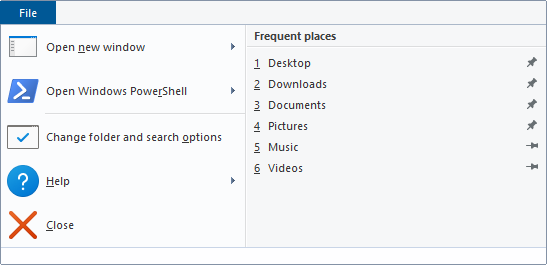 File
Open new window
Open Windows PowerShell
Change folder and search options
Help
Close
Frequent places
1 Desktop
2 Downloads
3 Documents
4 Pictures
5 Music
6 Videos